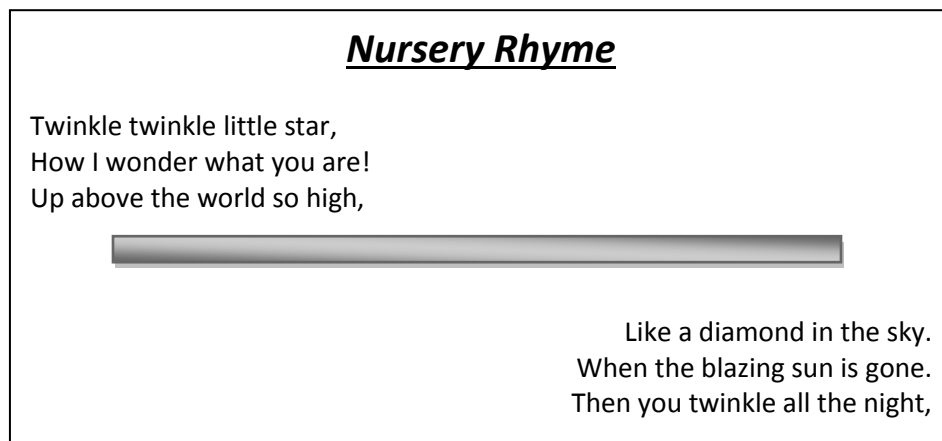 Nursery Rhyme
Twinkle twinkle little star,
How I wonder what you are!
Up above the world so high,
Like a diamond in the sky.
When the blazing sun is gone.
Then you twinkle all the night,